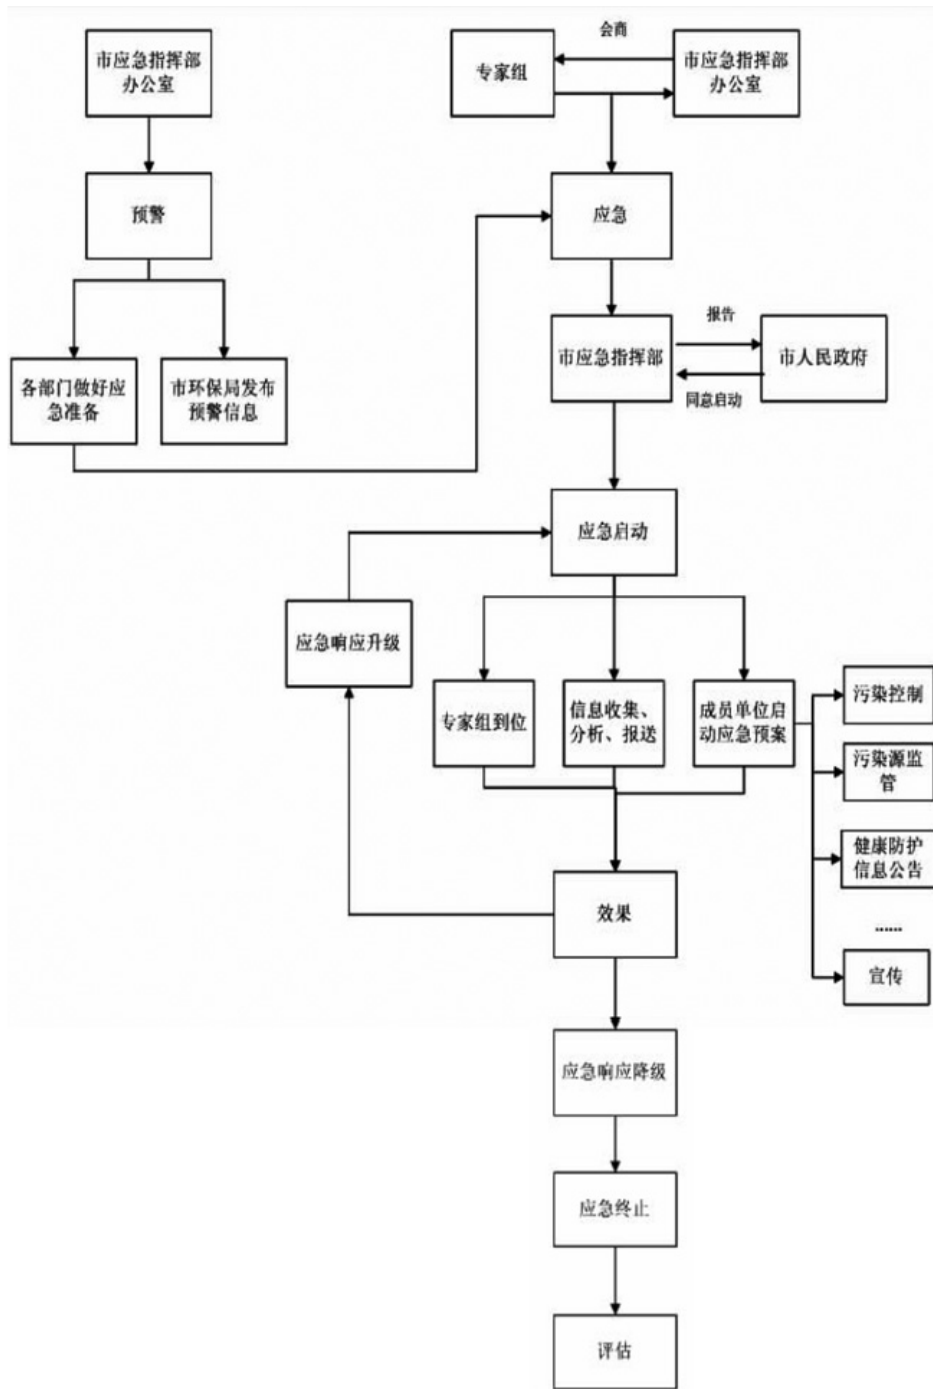 会商
市应急指挥部
办公室
专家组
市应急指挥部
办公室
预警
应急
报告
市应急指挥部
市人民政府
同意启动
各部门做好应
急准备
市环保局发布
预警信息
应急启动
应急响应升级
专家组到位
信息收集、
分析、报送
成员单位启
动应急预案
污染控制
污染源监
管
健康防护
信息公告
......
宣传
效果
应急响应降级
应急终止
评估